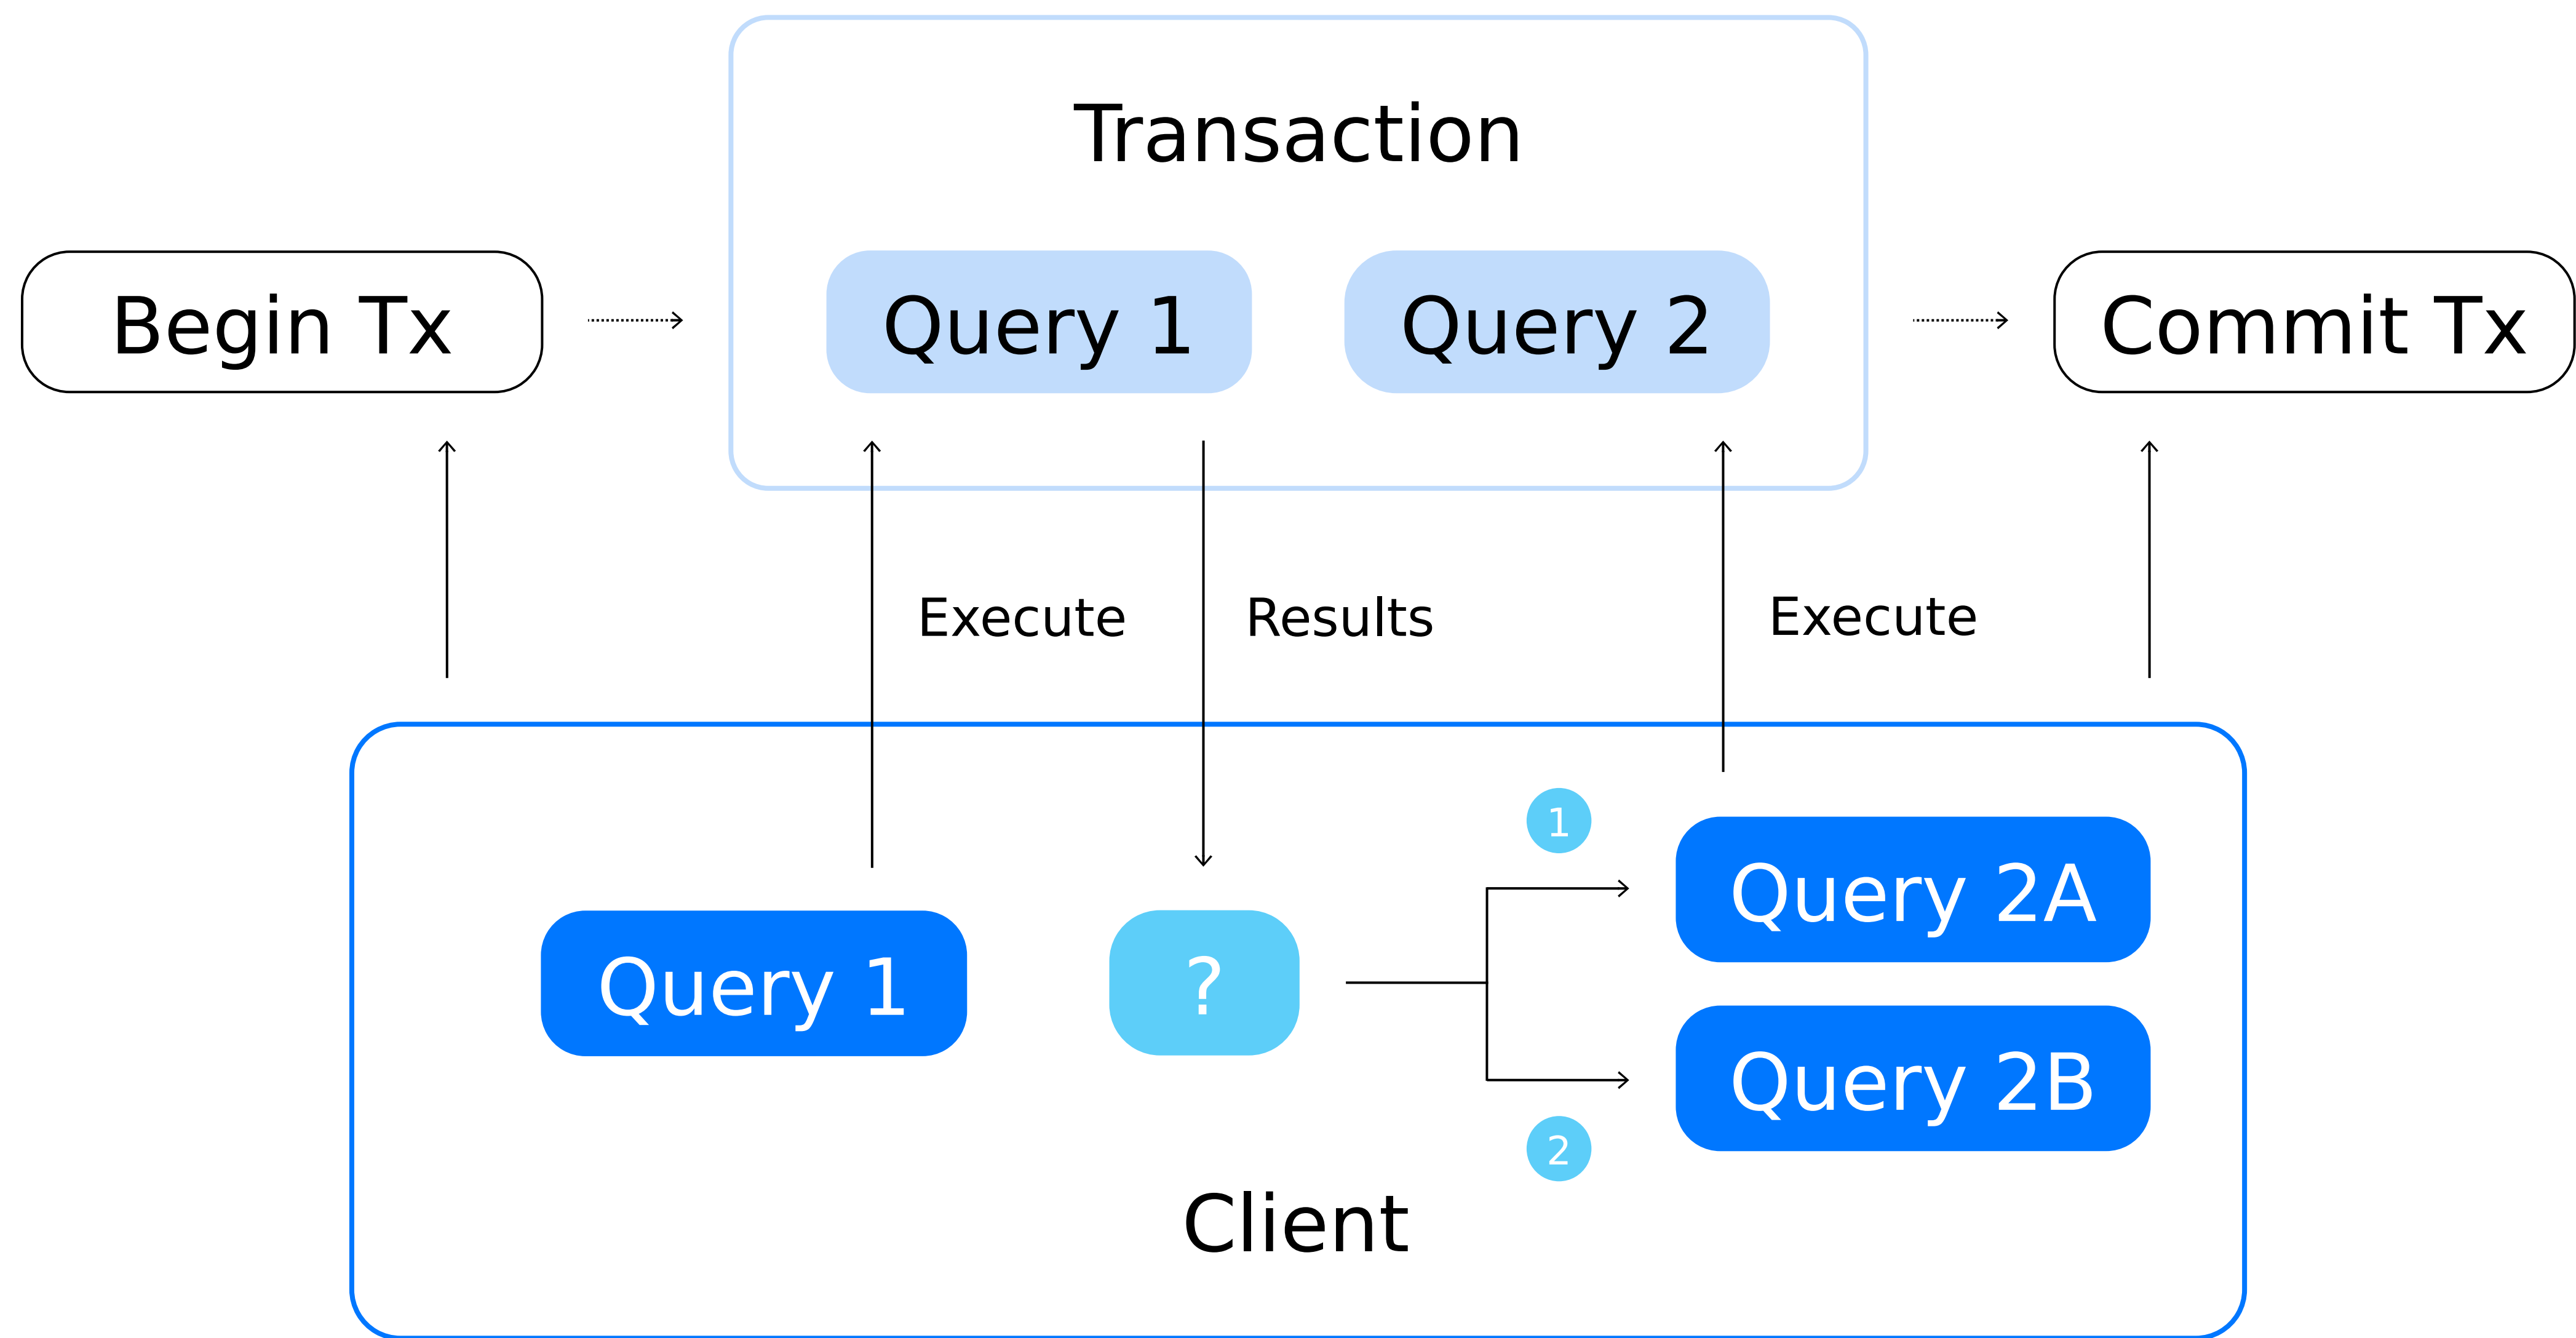 Transaction
Begin Tx
Query 1
Query 2
Commit Tx
Execute
Results
Execute
1
Query 2A
Query 1
?
Query 2B
2
Client